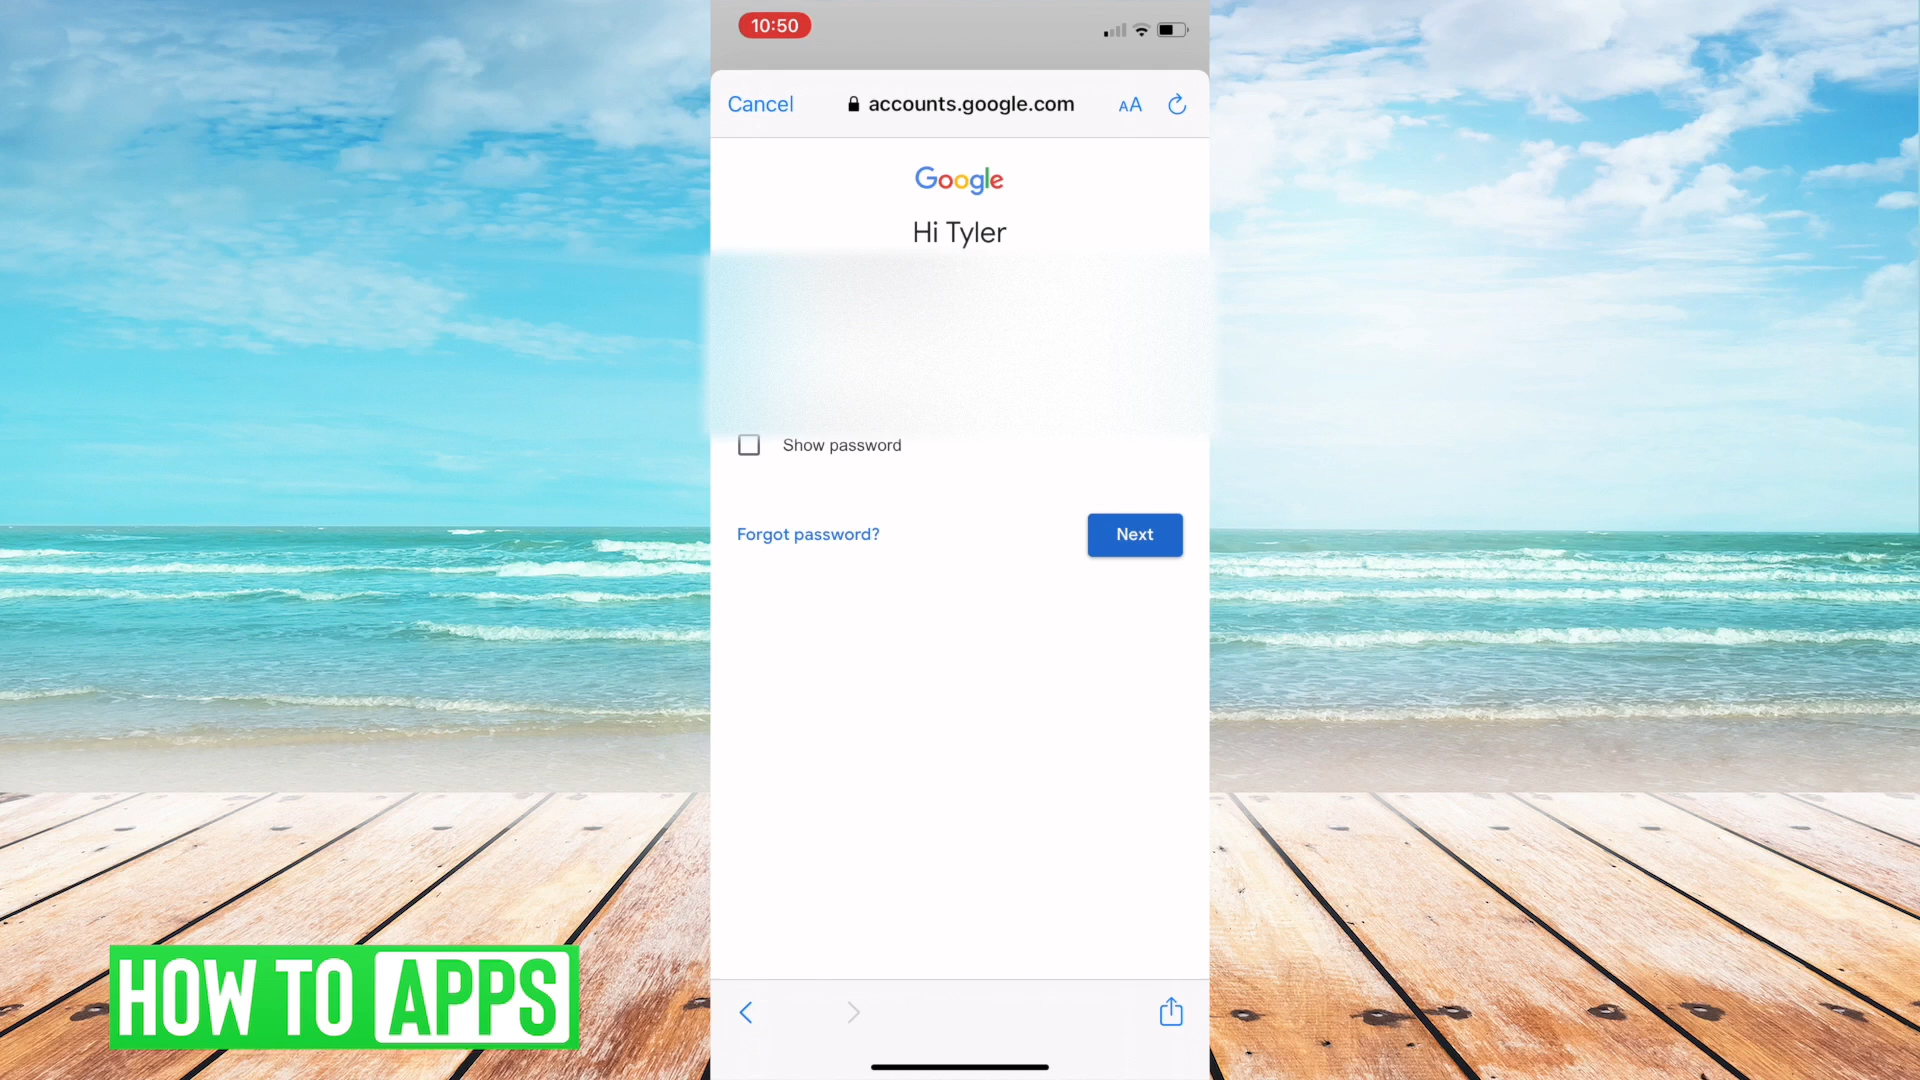 10:50
Cancel
accounts.google.com
AA
Google
Hi Tyler
Show password
Forgot password?
Next
HOW TO APPS